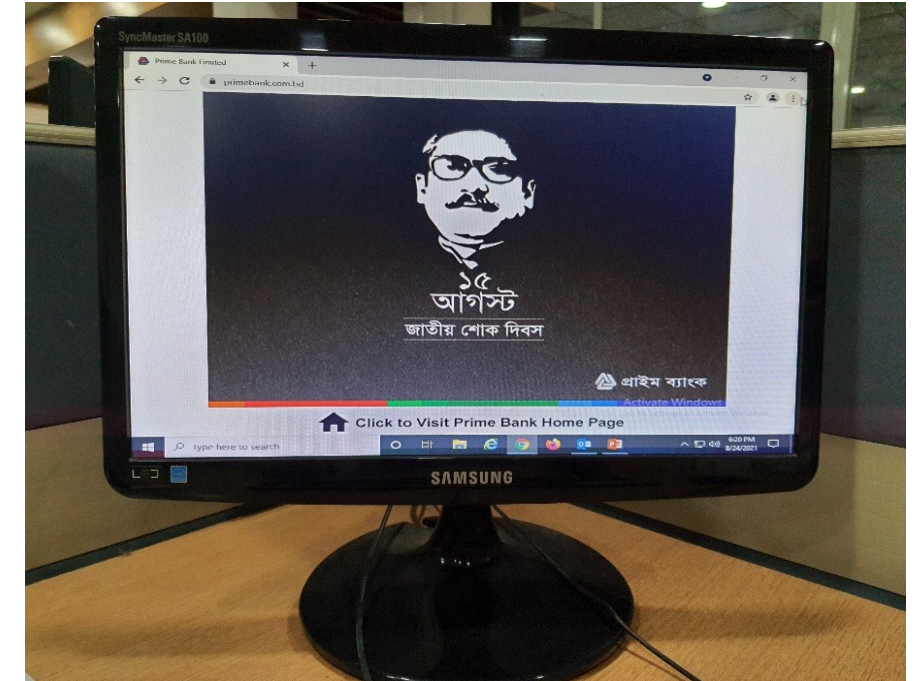 SyncMaster SA100
Prime Bank Limited
primebank.com.bd
১৫
আগস্ট
জাতীয় শোক দিবস
প্রাইম ব্যাংক
Activate Windows
Click to Visit Prime Bank Home Page
Type here to search
6:20 PM
8/24/2021
SAMSUNG